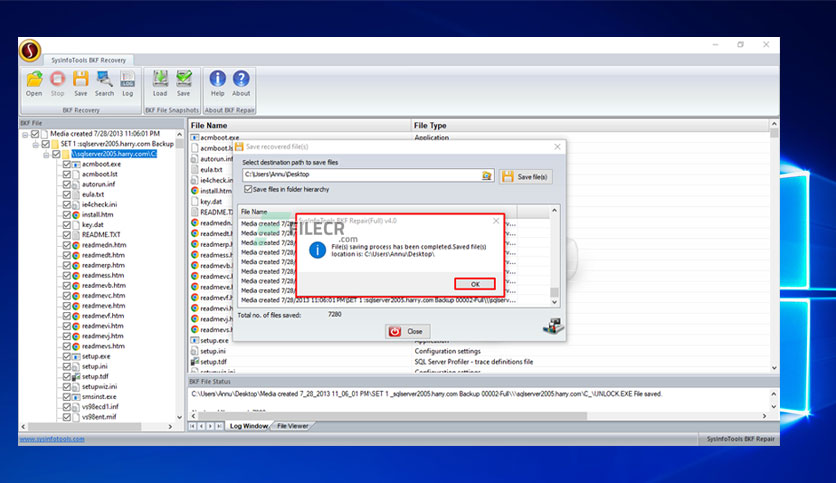 SysInfoTools BKF Recovery
Open Stop Save Search Log Load Save Help About
BKF Recovery BKF File Snapshots About BKF Repair
BKF File
Media created 7/28/2013 11:06:01 PM
SET 1 :sqlserver2005.harry.com Backup
\\sqlserver2005.harry.com\C:
acmboot.exe
acmboot.lst
autorun.inf
eula.txt
ie4check.ini
install.htm
key.dat
README.TXT
readmedn.htm
readmedt.htm
readmerp.htm
readmess.htm
readmevb.htm
readmevc.htm
readmeve.htm
readmevf.htm
readmevi.htm
readmevj.htm
readmevs.htm
setup.exe
setup.ini
setup.tdf
setupwiz.ini
smsinst.exe
vs98ecd1.inf
vs98ent.mif
File Name File Type
acmboot.exe Application
acmboot.ls
autorun.in
eula.txt
ie4check.i
install.htm
key.dat
README.TX
readmedn.
readmedt.h
readmerp.h
readmess.h
readmevb.h
readmevc.h
readmeve.h
readmevf.h
readmevi.h
readmevj.h
readmevs.h
setup.exe Application
setup.ini Configuration settings
setup.tdf SQL Server Profiler - trace definitions file
setupwiz.ini Configuration settings
Save recovered file(s)
Select destination path to save files
C:\Users\Annu\Desktop Save file(s)
Save files in folder hierarchy
File Name
Media created 7/28
Media created 7/28
Media created 7/28
Media created 7/28
Media created 7/28
Media created 7/28
Media created 7/28
Media created 7/28
Media created 7/28/2013 11:06:01 PM\SET 1 :sqlserver2005.harry.com Backup 00002-Full\\\sqlserv...
Total no. of files saved: 7280
Close
SysInfoTools BKF Repair(Full) v4.0
File(s) saving process has been completed.Saved file(s)
location is: C:\Users\Annu\Desktop\
OK
FILECR
.com
BKF File Status
C:\Users\Annu\Desktop\Media created 7_28_2013 11_06_01 PM\SET 1 _sqlserver2005.harry.com Backup 00002-Full\\\sqlserver2005.harry.com\C_\UNLOCK.EXE File saved.
Log Window File Viewer
www.sysinfotools.com SysInfoTools BKF Repair